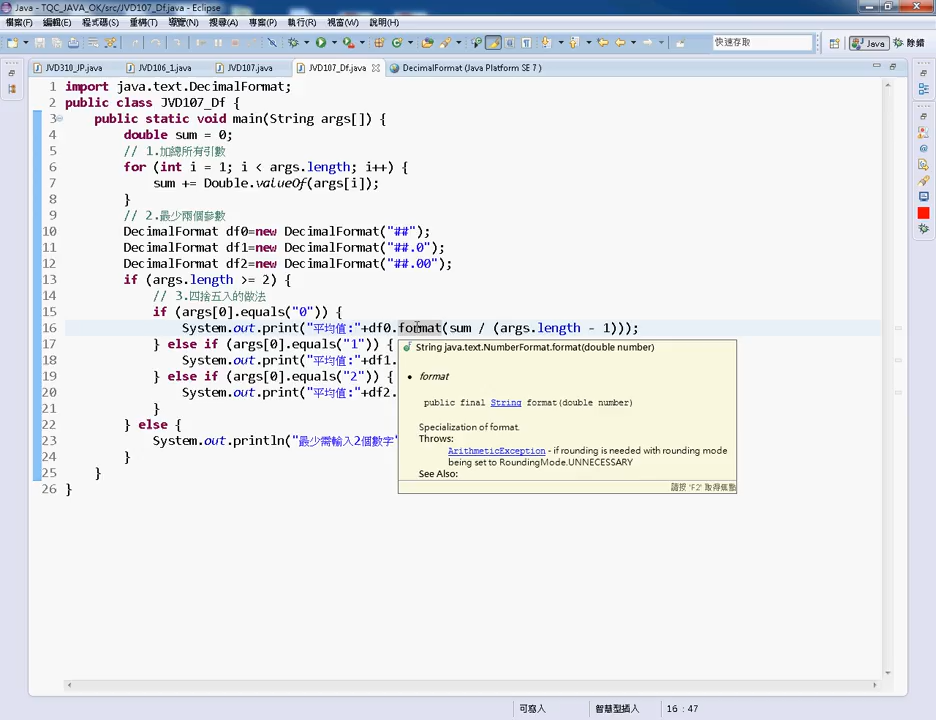 Java - TQC_JAVA_OK/src/JVD107_Df.java - Eclipse
檔案(F) 編輯(E) 程式碼(S) 重構(T) 導覽(N) 搜尋(A) 專案(P) 執行(R) 視窗(W) 說明(H)
快速存取 Java 除錯
JVD310_JP.java JVD106_1.java JVD107.java JVD107_Df.java DecimalFormat (Java Platform SE 7 )
1 import java.text.DecimalFormat;
2 public class JVD107_Df {
3 public static void main(String args[]) {
4 double sum = 0;
5 // 1.加總所有引數
6 for (int i = 1; i < args.length; i++) {
7 sum += Double.valueOf(args[i]);
8 }
9 // 2.最少兩個參數
10 DecimalFormat df0=new DecimalFormat("##");
11 DecimalFormat df1=new DecimalFormat("##.0");
12 DecimalFormat df2=new DecimalFormat("##.00");
13 if (args.length >= 2) {
14 // 3.四捨五入的做法
15 if (args[0].equals("0")) {
16 System.out.print("平均值:"+df0.format(sum / (args.length - 1)));
17 } else if (args[0].equals("1")) {
18 System.out.print("平均值:"+df1.
19 } else if (args[0].equals("2")) {
20 System.out.print("平均值:"+df2.
21 }
22 } else {
23 System.out.println("最少需輸入2個數字"
24 }
25 }
26 }
String java.text.NumberFormat.format(double number)
format
public final String format(double number)
Specialization of format.
Throws:
ArithmeticException - if rounding is needed with rounding mode
being set to RoundingMode.UNNECESSARY
See Also:
請按 'F2' 取得焦點
可寫入 智慧型插入 16 : 47